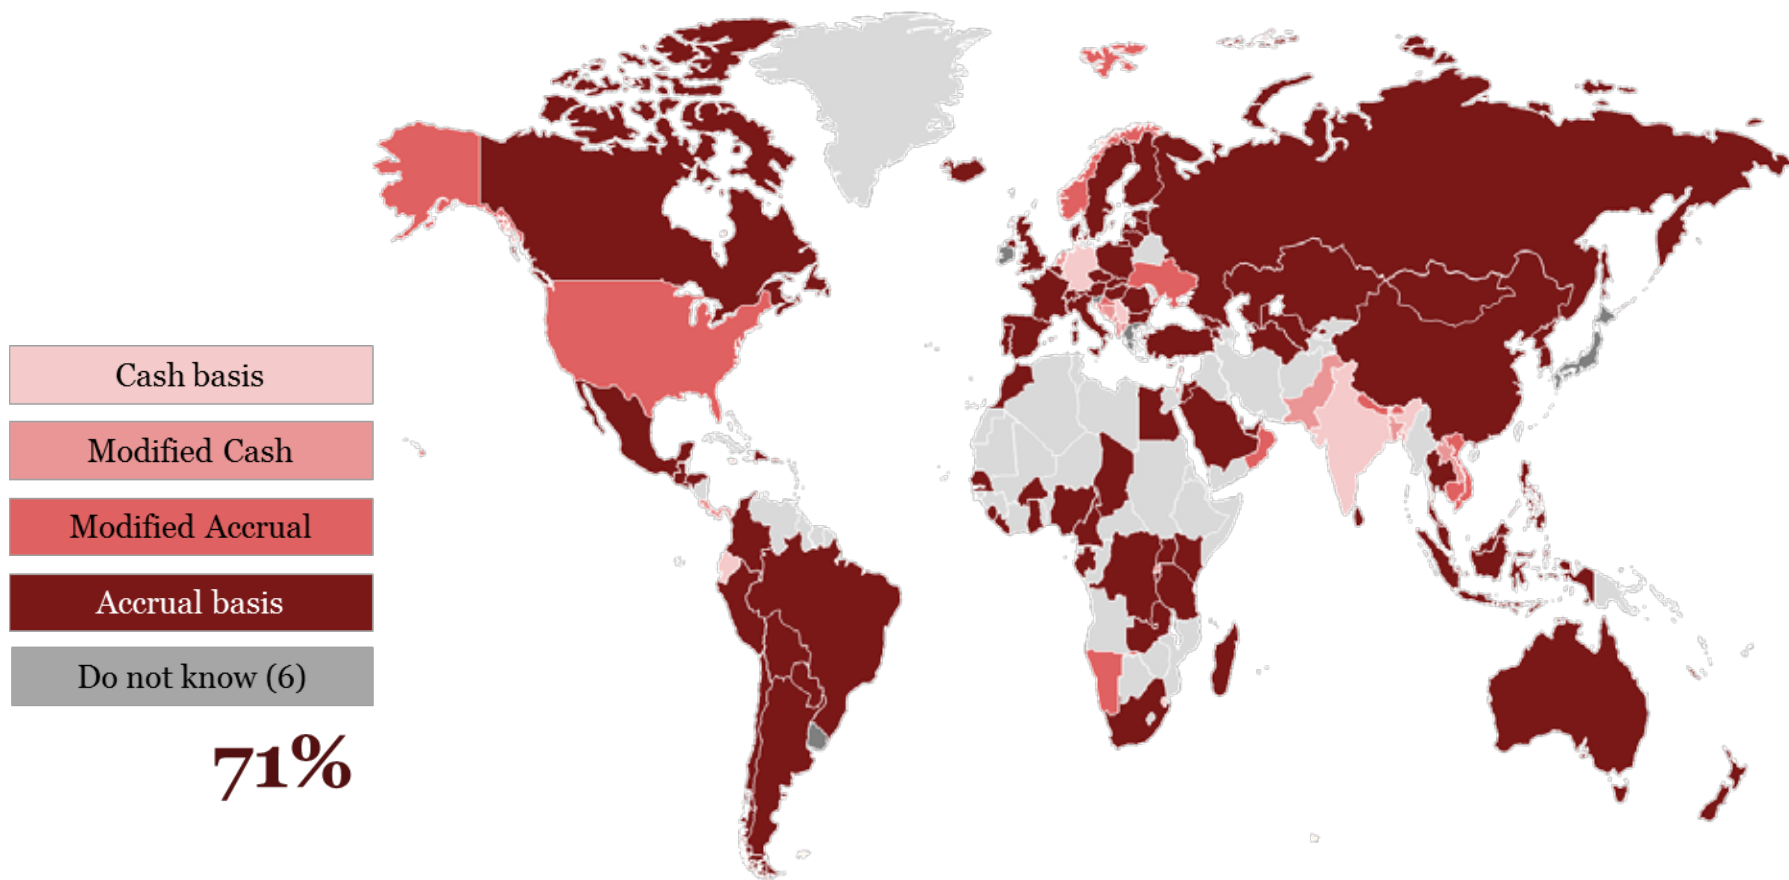 Cash basis
Modified Cash
Modified Accrual
Accrual basis
Do not know (6)
71%